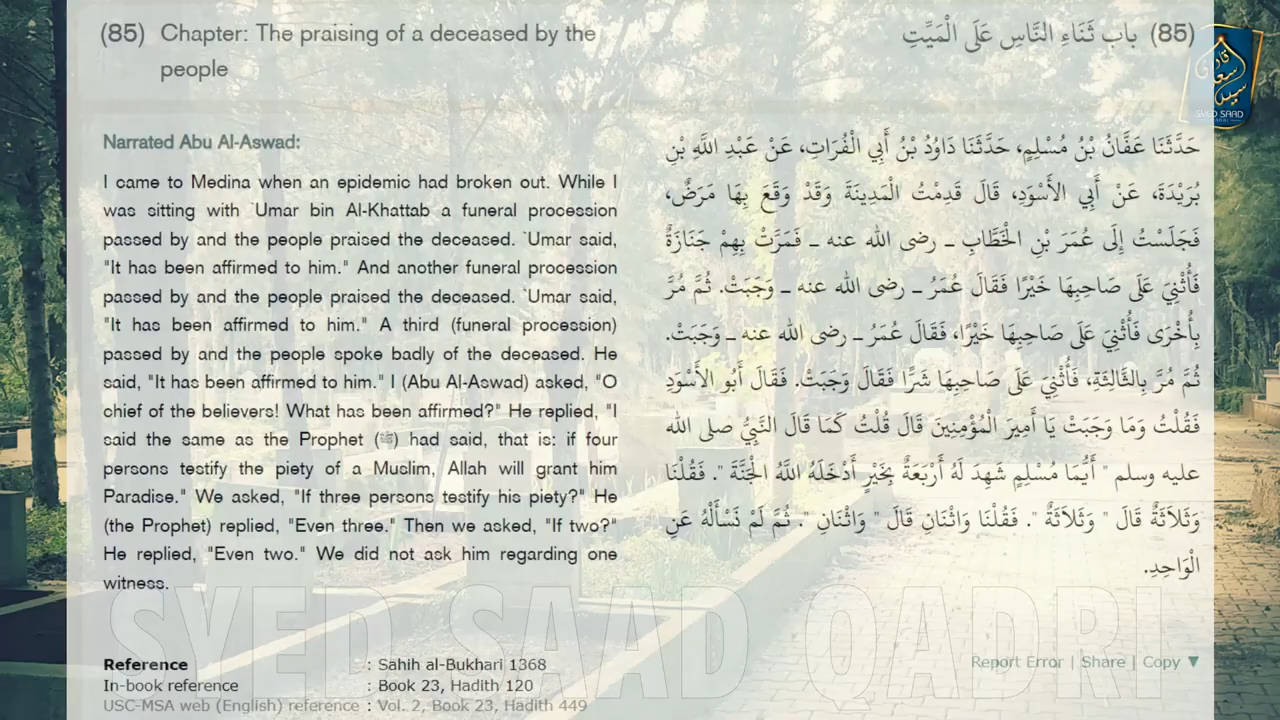 (85) Chapter: The praising of a deceased by the
people
(85) باب ثَنَاءِ النَّاسِ عَلَى الْمَيِّتِ
Narrated Abu Al-Aswad:
I came to Medina when an epidemic had broken out. While I
was sitting with `Umar bin Al-Khattab a funeral procession
passed by and the people praised the deceased. `Umar said,
"It has been affirmed to him." And another funeral procession
passed by and the people praised the deceased. `Umar said,
"It has been affirmed to him." A third (funeral procession)
passed by and the people spoke badly of the deceased. He
said, "It has been affirmed to him." I (Abu Al-Aswad) asked, "O
chief of the believers! What has been affirmed?" He replied, "I
said the same as the Prophet (ﷺ) had said, that is: if four
persons testify the piety of a Muslim, Allah will grant him
Paradise." We asked, "If three persons testify his piety?" He
(the Prophet) replied, "Even three." Then we asked, "If two?"
He replied, "Even two." We did not ask him regarding one
witness.
حَدَّثَنَا عَفَّانُ بْنُ مُسْلِمٍ، حَدَّثَنَا دَاوُدُ بْنُ أَبِي الْفُرَاتِ، عَنْ عَبْدِ اللَّهِ بْنِ
بُرَيْدَةَ، عَنْ أَبِي الأَسْوَدِ، قَالَ قَدِمْتُ الْمَدِينَةَ وَقَدْ وَقَعَ بِهَا مَرَضٌ،
فَجَلَسْتُ إِلَى عُمَرَ بْنِ الْخَطَّابِ ـ رضى الله عنه ـ فَمَرَّتْ بِهِمْ جَنَازَةٌ
فَأُثْنِيَ عَلَى صَاحِبِهَا خَيْرًا فَقَالَ عُمَرُ ـ رضى الله عنه ـ وَجَبَتْ. ثُمَّ مُرَّ
بِأُخْرَى فَأُثْنِيَ عَلَى صَاحِبِهَا خَيْرًا، فَقَالَ عُمَرُ ـ رضى الله عنه ـ وَجَبَتْ.
ثُمَّ مُرَّ بِالثَّالِثَةِ، فَأُثْنِيَ عَلَى صَاحِبِهَا شَرًّا فَقَالَ وَجَبَتْ. فَقَالَ أَبُو الأَسْوَدِ
فَقُلْتُ وَمَا وَجَبَتْ يَا أَمِيرَ الْمُؤْمِنِينَ قَالَ قُلْتُ كَمَا قَالَ النَّبِيُّ صلى الله
عليه وسلم " أَيُّمَا مُسْلِمٍ شَهِدَ لَهُ أَرْبَعَةٌ بِخَيْرٍ أَدْخَلَهُ اللَّهُ الْجَنَّةَ ". فَقُلْنَا
وَثَلاَثَةٌ قَالَ " وَثَلاَثَةٌ ". فَقُلْنَا وَاثْنَانِ قَالَ " وَاثْنَانِ ". ثُمَّ لَمْ نَسْأَلْهُ عَنِ
الْوَاحِدِ.
Reference : Sahih al-Bukhari 1368
In-book reference : Book 23, Hadith 120
USC-MSA web (English) reference : Vol. 2, Book 23, Hadith 449
Report Error | Share | Copy ▼
SYED SAAD QADRI
SYED SAAD